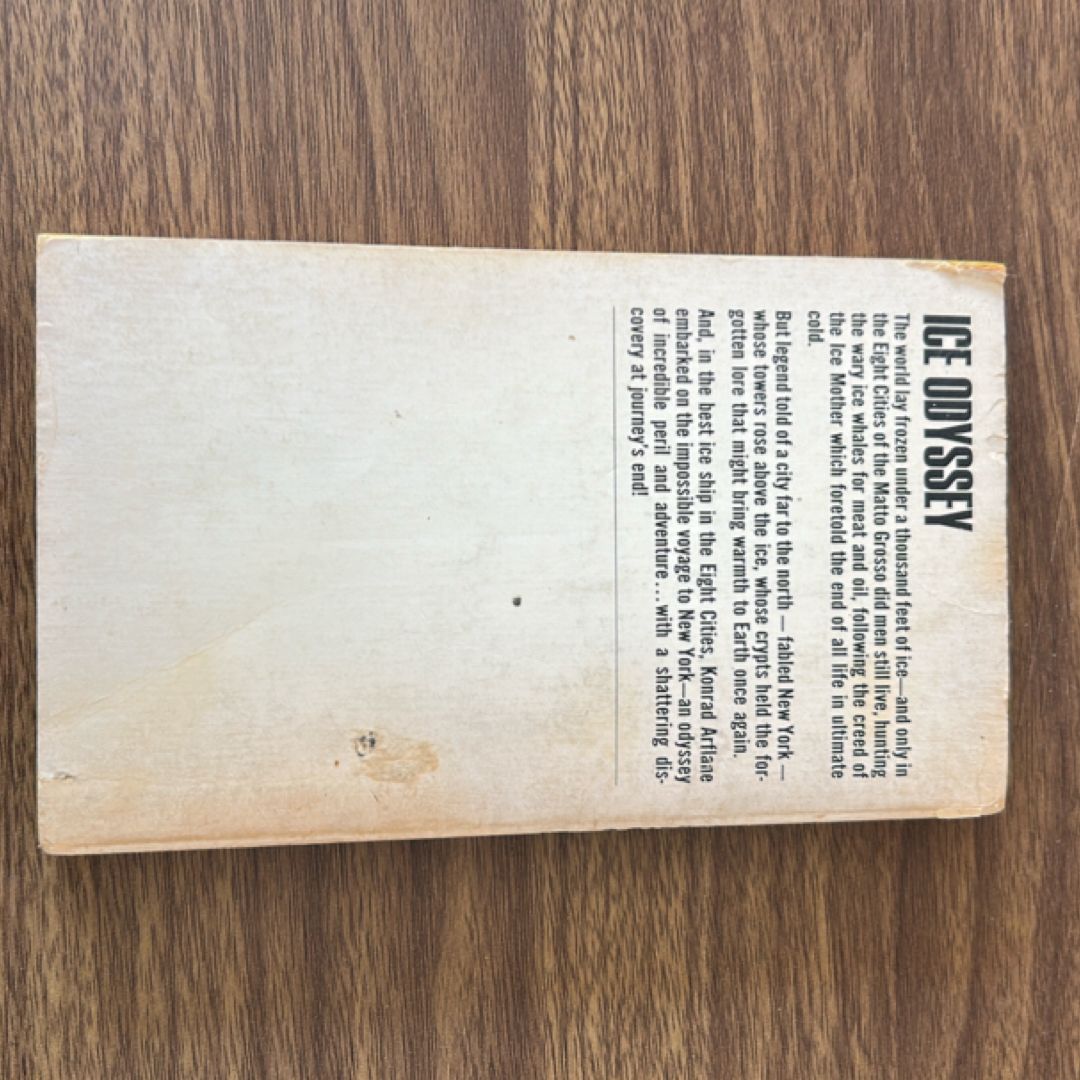 ICE ODYSSEY
The world lay frozen under a thousand feet of ice—and only in
the Eight Cities of the Matto Grosso did men still live, hunting
the wary ice whales for meat and oil, following the creed of
the Ice Mother which foretold the end of all life in ultimate
cold.
But legend told of a city far to the north — fabled New York —
whose towers rose above the ice, whose crypts held the for-
gotten lore that might bring warmth to Earth once again.
And, in the best ice ship in the Eight Cities, Konrad Arflane
embarked on the impossible voyage to New York—an odyssey
of incredible peril and adventure...with a shattering dis-
covery at journey's end!